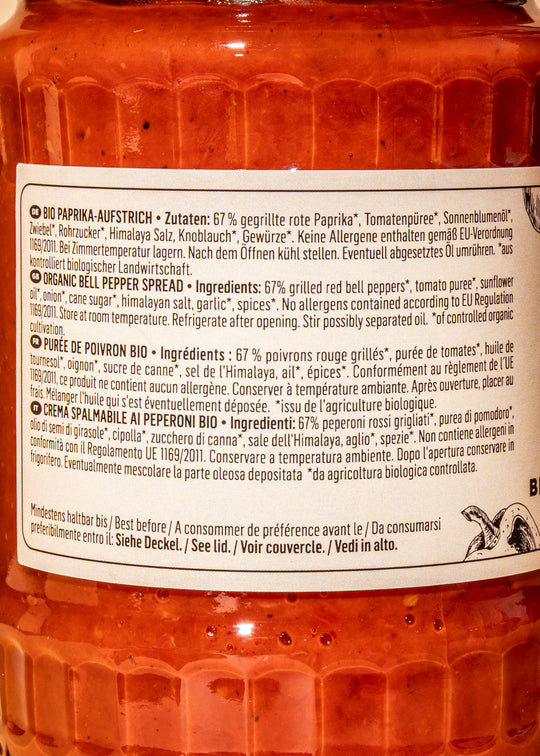 DE BIO PAPRIKA-AUFSTRICH • Zutaten: 67 % gegrillte rote Paprika*, Tomatenpüree*, Sonnenblumenöl*,
Zwiebel*, Rohrzucker*, Himalaya Salz, Knoblauch*, Gewürze*. Keine Allergene enthalten gemäß EU-Verordnung
1169/2011. Bei Zimmertemperatur lagern. Nach dem Öffnen kühl stellen. Eventuell abgesetztes Öl umrühren. *aus
kontrolliert biologischer Landwirtschaft.
GB ORGANIC BELL PEPPER SPREAD • Ingredients: 67% grilled red bell peppers*, tomato puree*, sunflower
oil*, onion*, cane sugar*, himalayan salt, garlic*, spices*. No allergens contained according to EU Regulation
1169/2011. Store at room temperature. Refrigerate after opening. Stir possibly separated oil. *of controlled organic
cultivation.
FR PURÉE DE POIVRON BIO • Ingrédients : 67 % poivrons rouge grillés*, purée de tomates*, huile de
tournesol*, oignon*, sucre de canne*, sel de l'Himalaya, ail*, épices*. Conformément au règlement de l'UE
1169/2011, ce produit ne contient aucun allergène. Conserver à température ambiante. Après ouverture, placer au
frais. Mélanger l'huile qui s'est éventuellement déposée. *issu de l'agriculture biologique.
IT CREMA SPALMABILE AI PEPERONI BIO • Ingredienti: 67% peperoni rossi grigliati*, purea di pomodoro*,
olio di semi di girasole*, cipolla*, zucchero di canna*, sale dell'Himalaya, aglio*, spezie*. Non contiene allergeni in
conformità con il Regolamento UE 1169/2011. Conservare a temperatura ambiente. Dopo l'apertura conservare in
frigorifero. Eventualmente mescolare la parte oleosa depositata *da agricoltura biologica controllata.
Mindestens haltbar bis / Best before / A consommer de préférence avant le / Da consumarsi
preferibilmente entro il: Siehe Deckel. / See lid. / Voir couvercle. / Vedi in alto.